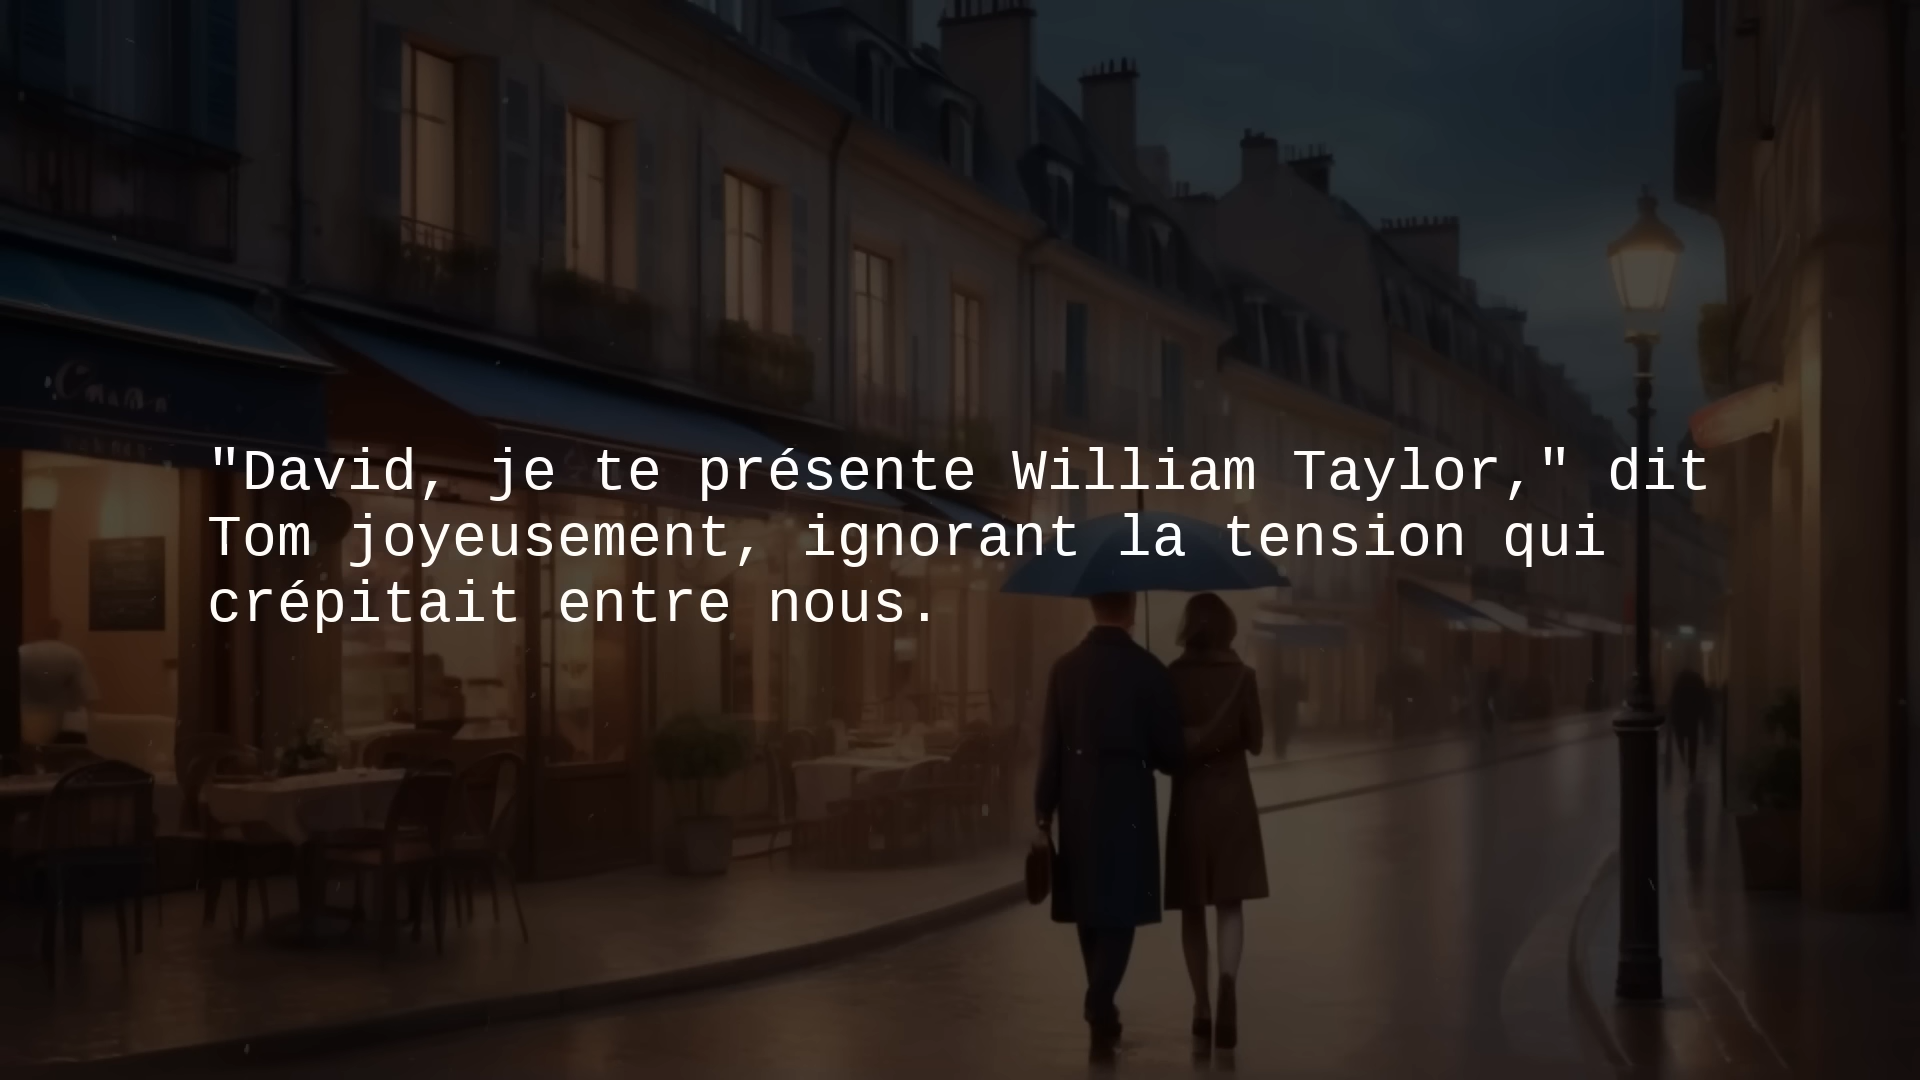 "David, je te présente William Taylor," dit
Tom joyeusement, ignorant la tension qui
crépitait entre nous.